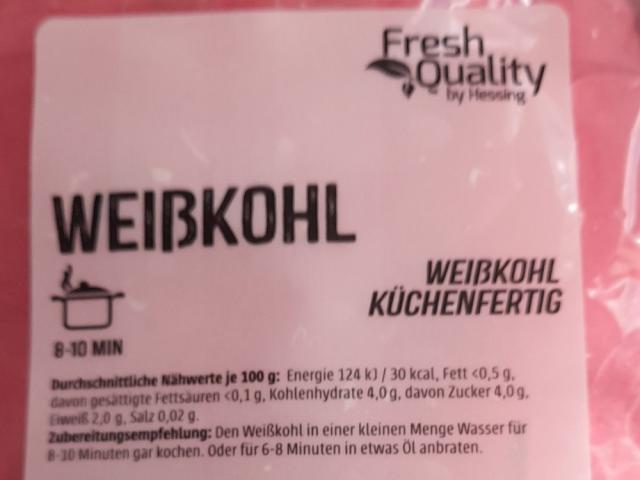 Fresh
Quality
by Hessing
WEIẞKOHL
WEIẞKOHL
KÜCHENFERTIG
8-10 MIN
Durchschnittliche Nährwerte je 100 g: Energie 124 kJ / 30 kcal, Fett <0,5 g,
davon gesättigte Fettsäuren <0,1 g, Kohlenhydrate 4,0 g, davon Zucker 4,0 g,
Eiweiß 2,0 g, Salz 0,02 g.
Zubereitungsempfehlung: Den Weißkohl in einer kleinen Menge Wasser für
8-10 Minuten gar kochen. Oder für 6-8 Minuten in etwas Öl anbraten.